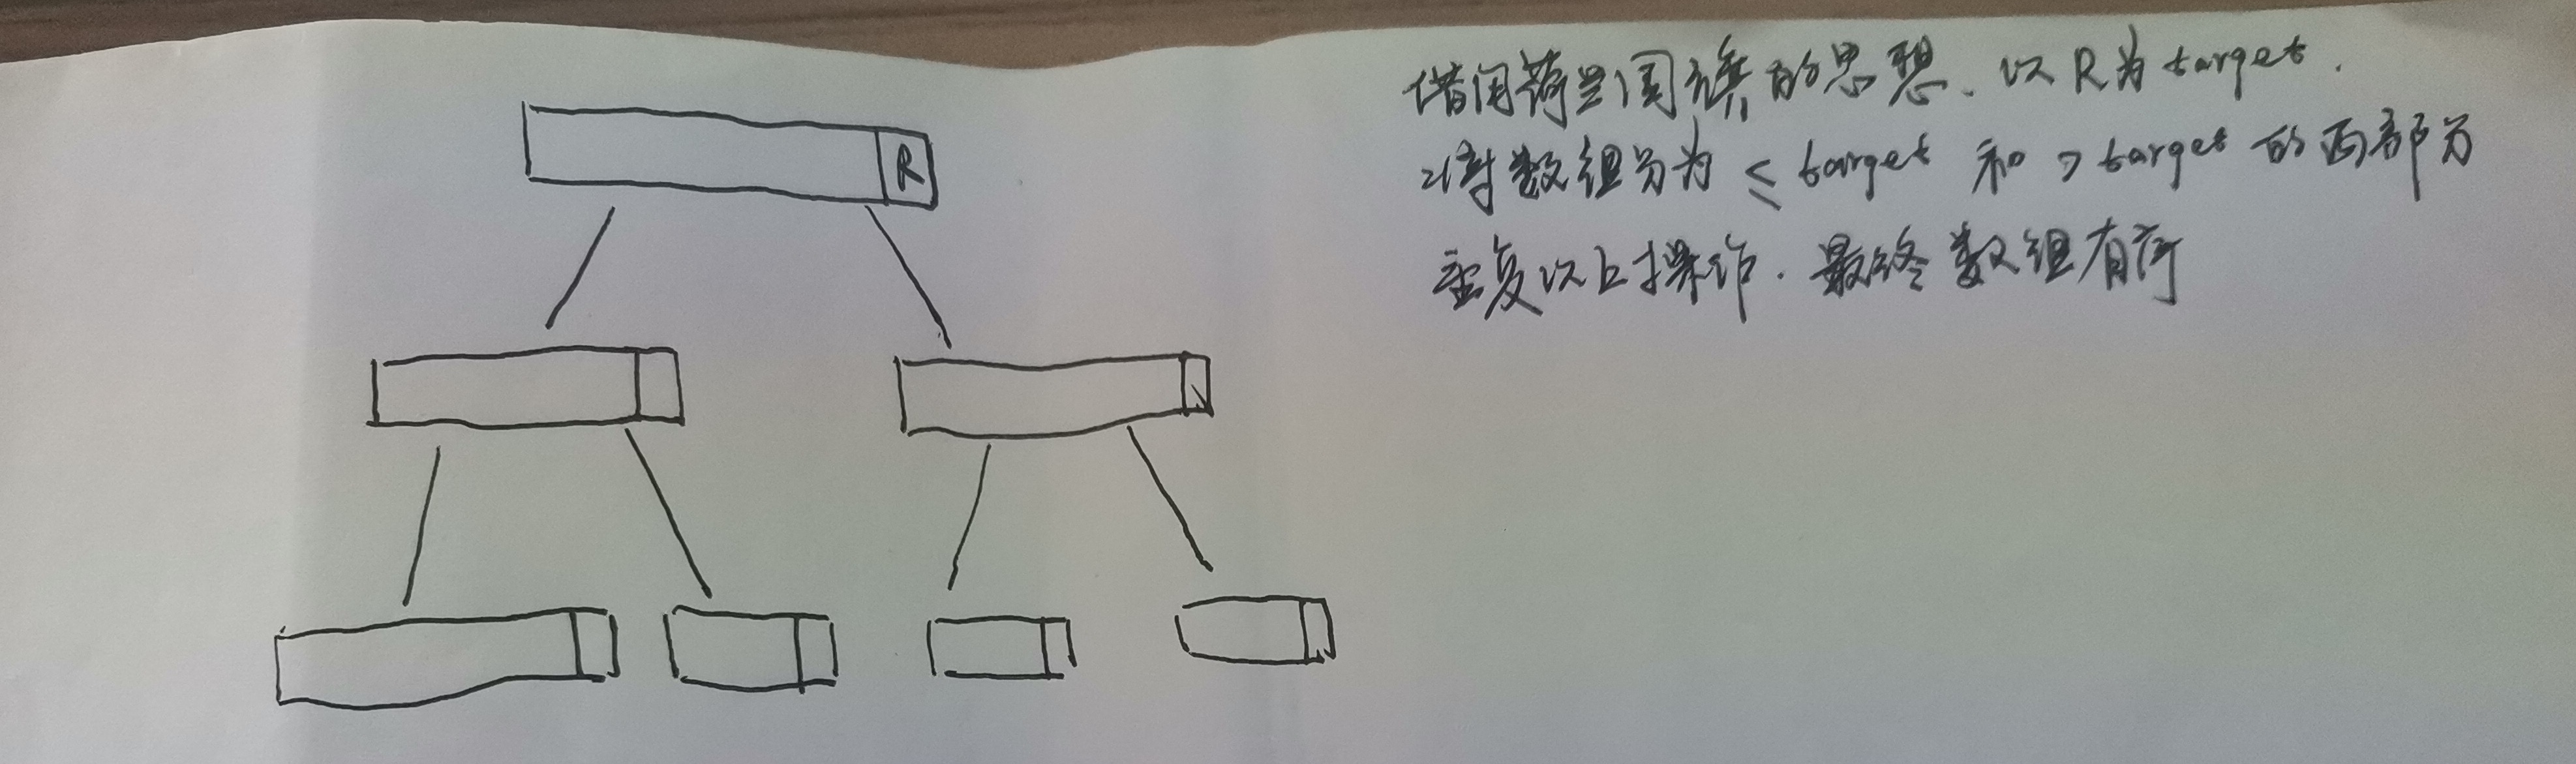 R
借用荷兰国旗的思想、以R为target.
将数组分为 ≤ target 和 > target 的两部分
重复以上操作.最终数组有序